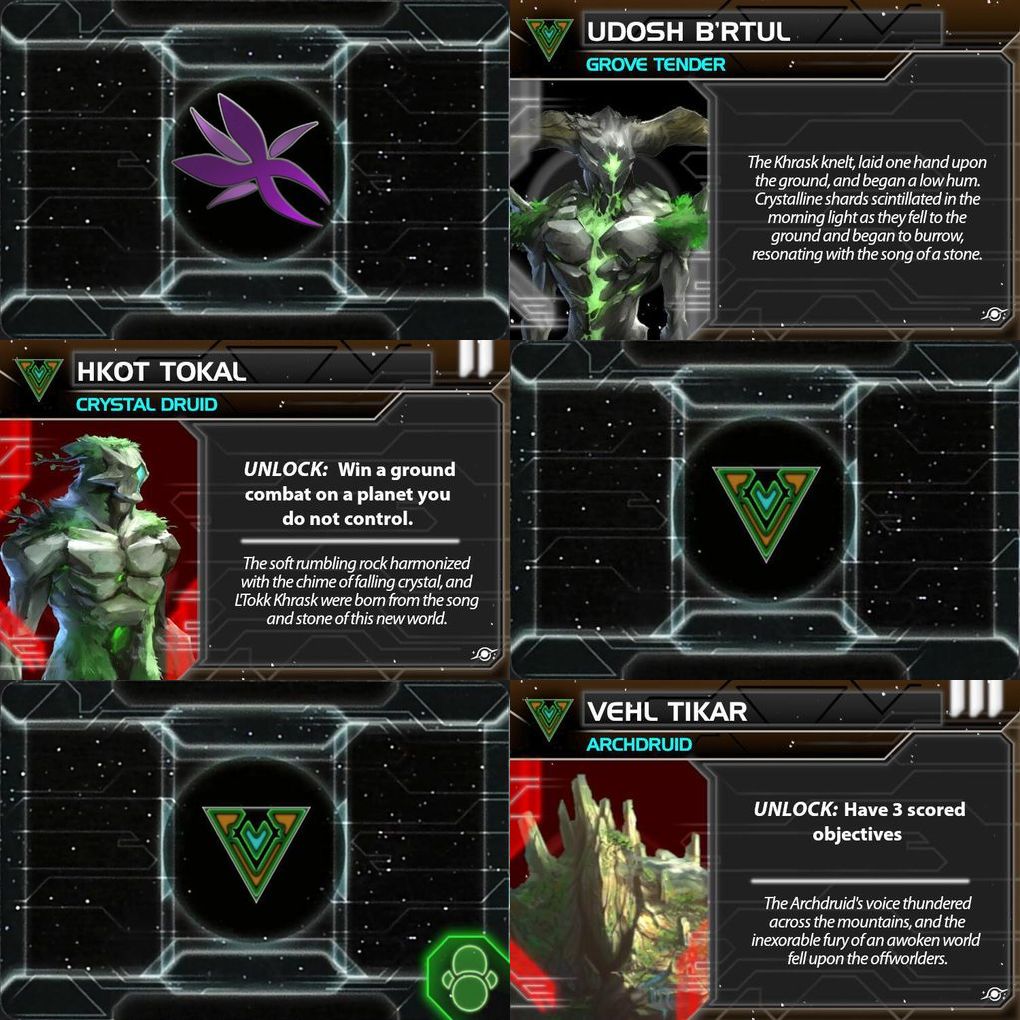 UDOSH B'RTUL
GROVE TENDER
The Khrask knelt, laid one hand upon
the ground, and began a low hum.
Crystalline shards scintillated in the
morning light as they fell to the
ground and began to burrow,
resonating with the song of a stone.
HKOT TOKAL
CRYSTAL DRUID
UNLOCK: Win a ground
combat on a planet you
do not control.
The soft rumbling rock harmonized
with the chime of falling crystal, and
L'Tokk Khrask were born from the song
and stone of this new world.
VEHL TIKAR
ARCHDRUID
UNLOCK: Have 3 scored
objectives
The Archdruid's voice thundered
across the mountains, and the
inexorable fury of an awoken world
fell upon the offworlders.